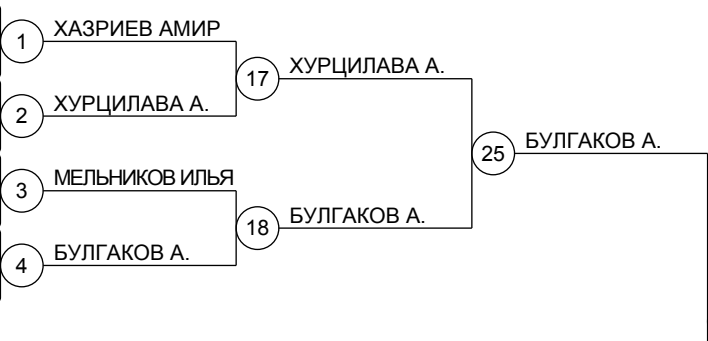 ХАЗРИЕВ АМИР
1
ХУРЦИЛАВА А.
17
ХУРЦИЛАВА А.
2
БУЛГАКОВ А.
25
МЕЛЬНИКОВ ИЛЬЯ
3
БУЛГАКОВ А.
18
БУЛГАКОВ А.
4